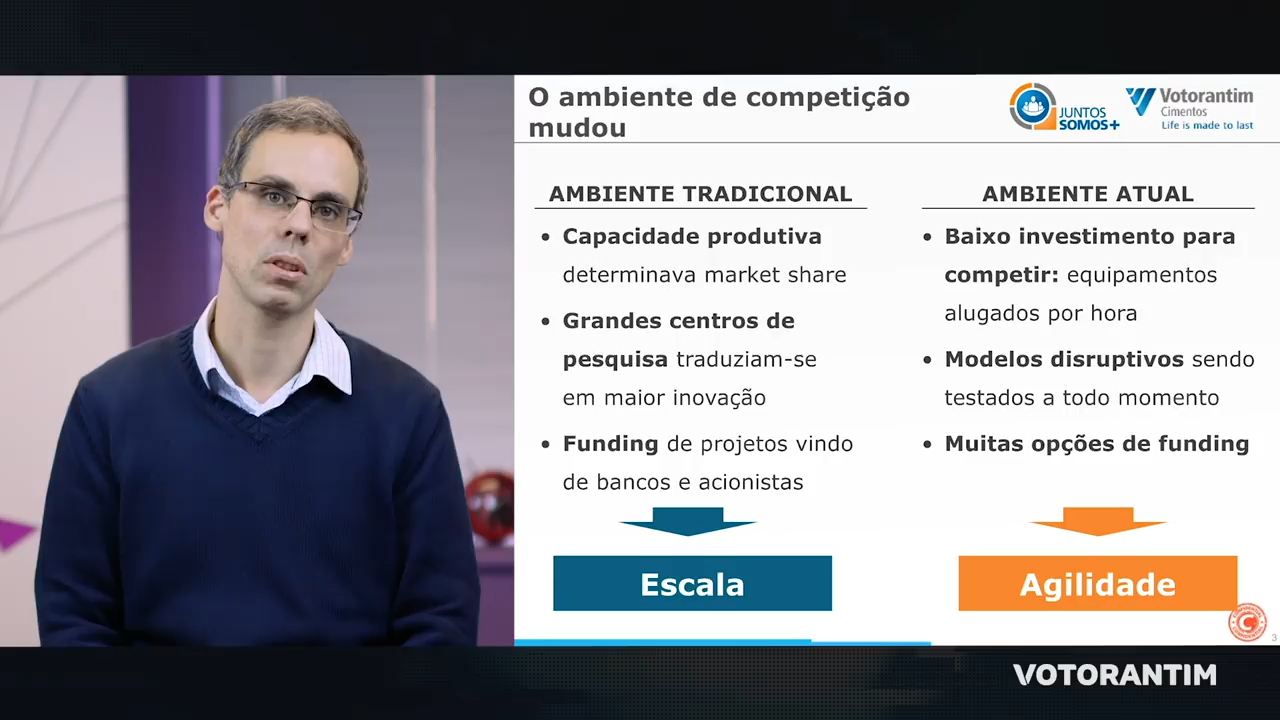 O ambiente de competição
mudou
JUNTOS
SOMOS+
Votorantim
Cimentos
Life is made to last
AMBIENTE TRADICIONAL
• Capacidade produtiva
determinava market share
• Grandes centros de
pesquisa traduziam-se
em maior inovação
• Funding de projetos vindo
de bancos e acionistas
Escala
AMBIENTE ATUAL
• Baixo investimento para
competir: equipamentos
alugados por hora
• Modelos disruptivos sendo
testados a todo momento
• Muitas opções de funding
Agilidade
C
3
VOTORANTIM